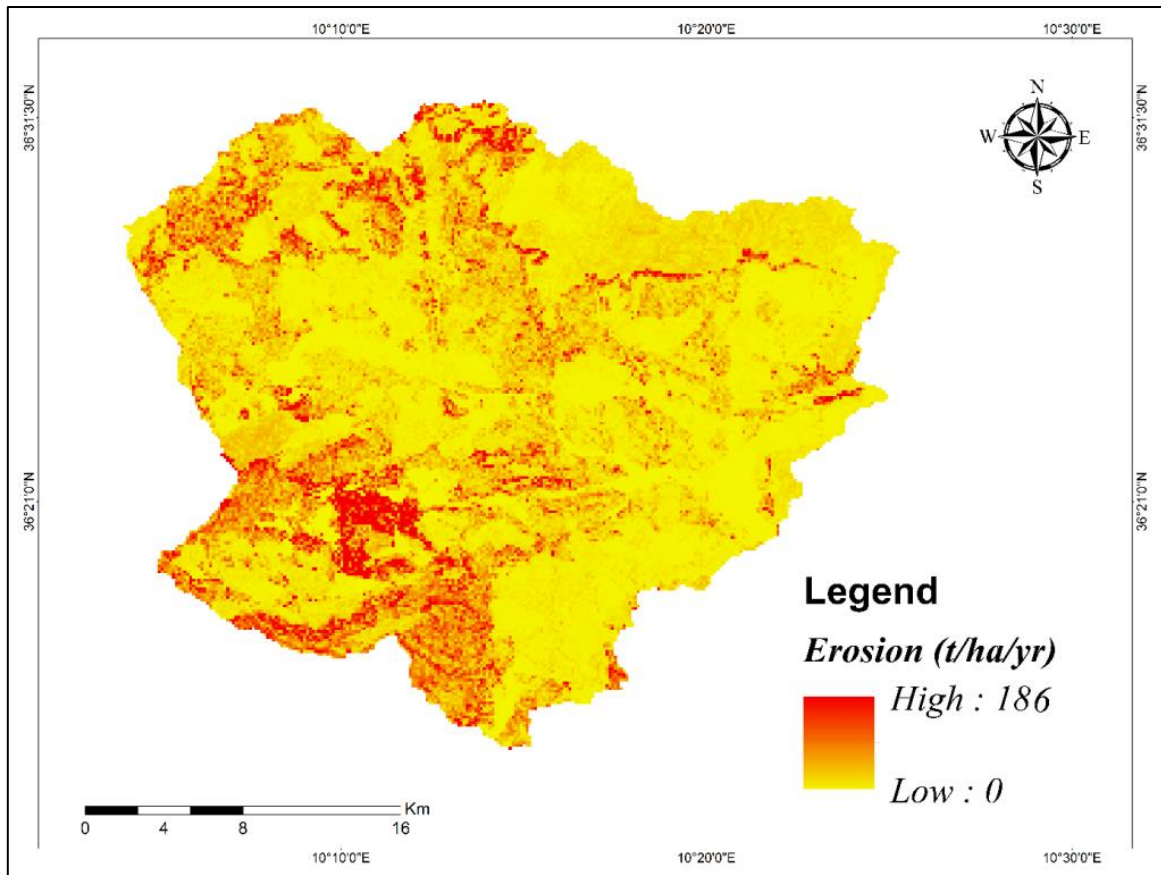 10°10'0"E 10°20'0"E 10°30'0"E
36°31'30"N
36°31'30"N
N
W E
S
36°21'0"N
36°21'0"N
Legend
Erosion (t/ha/yr)
High : 186
Low : 0
Km
0 4 8 16
10°10'0"E 10°20'0"E 10°30'0"E